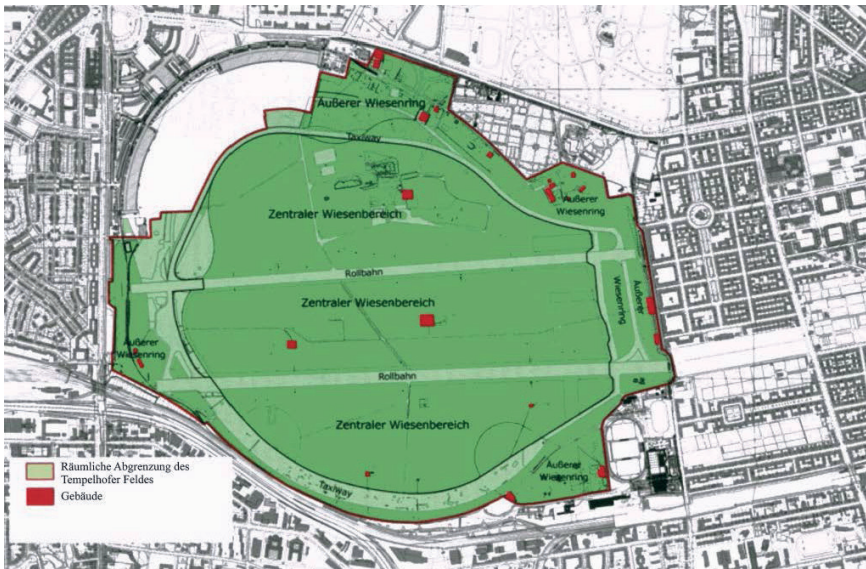 Äußerer Wiesenring
Taxiway
Zentraler Wiesenbereich
Äußerer
Wiesenring
Rollbahn
Zentraler Wiesenbereich
Äußerer
Wiesenring
Äußerer
Wiesenring
Rollbahn
Zentraler Wiesenbereich
Äußerer
Wiesenring
Taxiway
Räumliche Abgrenzung des
Tempelhofer Feldes
Gebäude